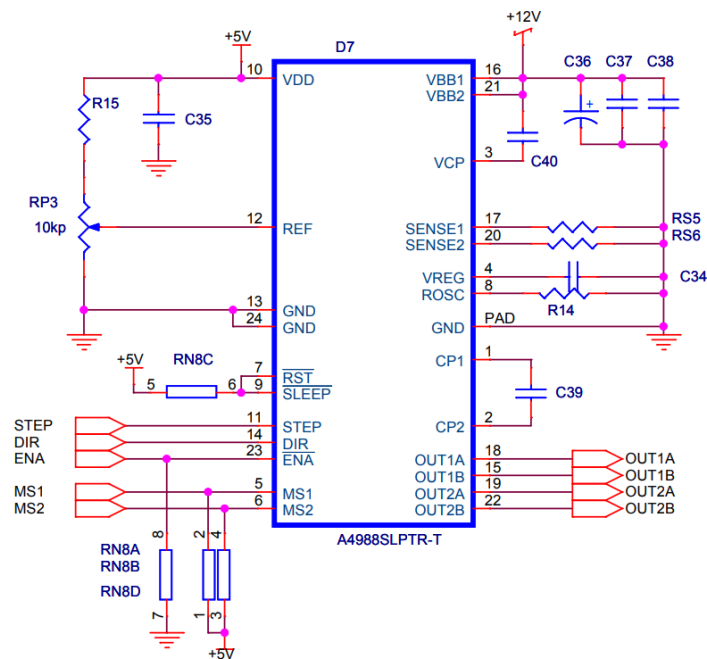 +12V
+5V
D7
C36 C37 C38
10 VDD VBB1 16
VBB2 21
R15
C35
+
C40
VCP 3
RP3
10kp
12 REF
SENSE1 17 RS5
SENSE2 20 RS6
VREG 4 C34
ROSC 8
R14
13 GND
24 GND
GND PAD
+5V RN8C
CP1 1
5 6
7 RST
9 SLEEP
C39
STEP 11 STEP CP2 2
DIR 14 DIR
ENA 23 ENA
OUT1A 18 OUT1A
OUT1B 15 OUT1B
MS1 5 MS1 OUT2A 19 OUT2A
MS2 6 MS2 OUT2B 22 OUT2B
8 2 4
A4988SLPTR-T
RN8A
RN8B
RN8D
7 1 3
+5V